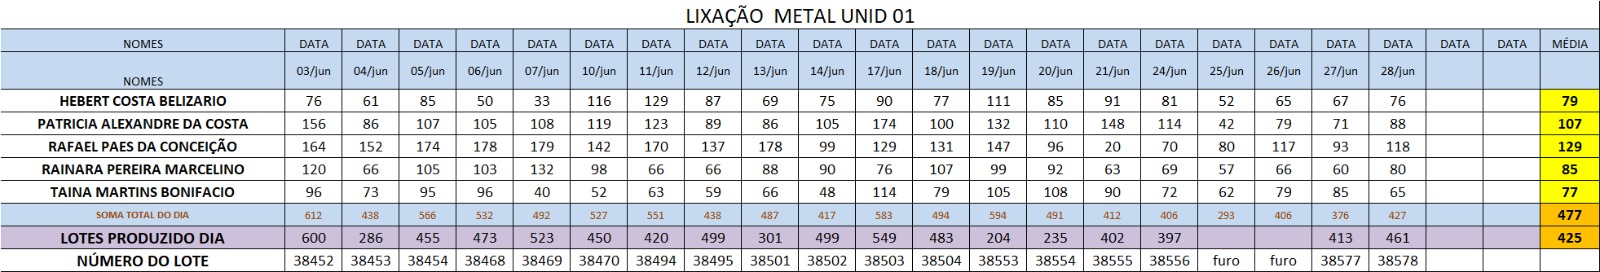 LIXAÇÃO METAL UNID 01
NOMES DATA DATA DATA DATA DATA DATA DATA DATA DATA DATA DATA DATA DATA DATA DATA DATA DATA DATA DATA DATA DATA DATA MÉDIA
NOMES 03/jun 04/jun 05/jun 06/jun 07/jun 10/jun 11/jun 12/jun 13/jun 14/jun 17/jun 18/jun 19/jun 20/jun 21/jun 24/jun 25/jun 26/jun 27/jun 28/jun
HEBERT COSTA BELIZARIO 76 61 85 50 33 116 129 87 69 75 90 77 111 85 91 81 52 65 67 76 79
PATRICIA ALEXANDRE DA COSTA 156 86 107 105 108 119 123 89 86 105 174 100 132 110 148 114 42 79 71 88 107
RAFAEL PAES DA CONCEIÇÃO 164 152 174 178 179 142 170 137 178 99 129 131 147 96 20 70 80 117 93 118 129
RAINARA PEREIRA MARCELINO 120 66 105 103 132 98 66 66 88 90 76 107 99 92 63 69 57 66 60 80 85
TAINA MARTINS BONIFACIO 96 73 95 96 40 52 63 59 66 48 114 79 105 108 90 72 62 79 85 65 77
SOMA TOTAL DO DIA 612 438 566 532 492 527 551 438 487 417 583 494 594 491 412 406 293 406 376 427 477
LOTES PRODUZIDO DIA 600 286 455 473 523 450 420 499 301 499 549 483 204 235 402 397 413 461 425
NÚMERO DO LOTE 38452 38453 38454 38468 38469 38470 38494 38495 38501 38502 38503 38504 38553 38554 38555 38556 furo furo 38577 38578